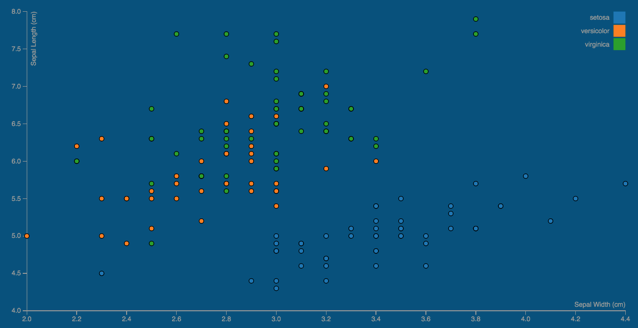 8.0
Sepal Length (cm)
setosa
versicolor
virginica
7.5
7.0
6.5
6.0
5.5
5.0
4.5
4.0
Sepal Width (cm)
2.0 2.2 2.4 2.6 2.8 3.0 3.2 3.4 3.6 3.8 4.0 4.2 4.4